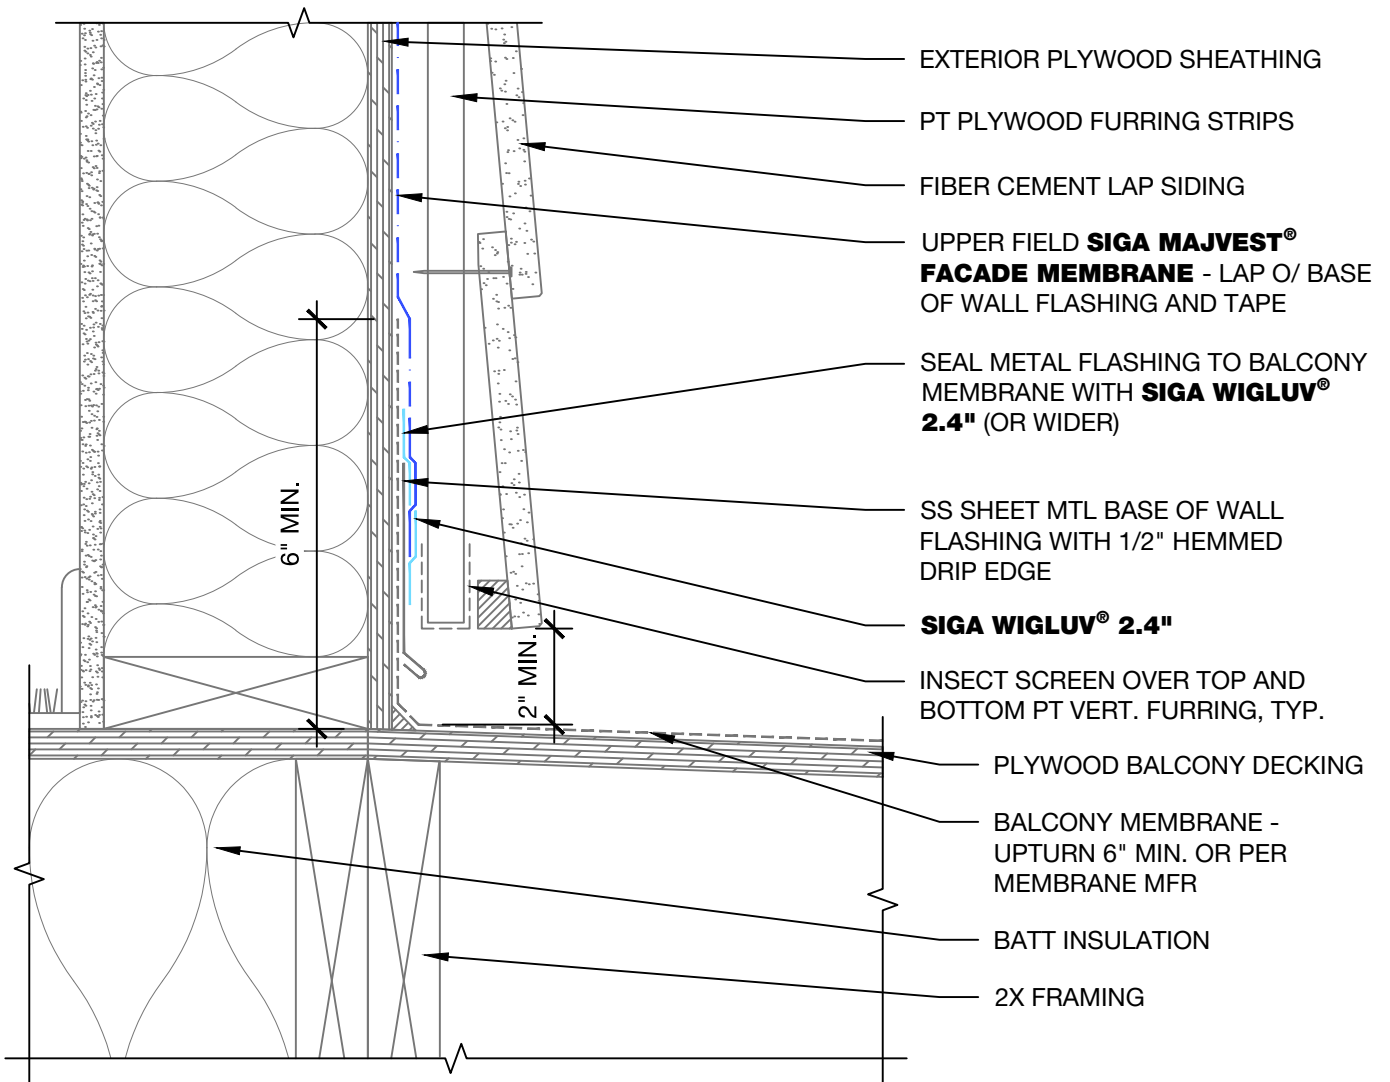 EXTERIOR PLYWOOD SHEATHING
PT PLYWOOD FURRING STRIPS
FIBER CEMENT LAP SIDING
UPPER FIELD SIGA MAJVEST®
FACADE MEMBRANE - LAP O/ BASE
OF WALL FLASHING AND TAPE
SEAL METAL FLASHING TO BALCONY
MEMBRANE WITH SIGA WIGLUV®
2.4" (OR WIDER)
SS SHEET MTL BASE OF WALL
FLASHING WITH 1/2" HEMMED
DRIP EDGE
SIGA WIGLUV® 2.4"
INSECT SCREEN OVER TOP AND
BOTTOM PT VERT. FURRING, TYP.
PLYWOOD BALCONY DECKING
BALCONY MEMBRANE -
UPTURN 6" MIN. OR PER
MEMBRANE MFR
BATT INSULATION
2X FRAMING
6" MIN.
2" MIN.